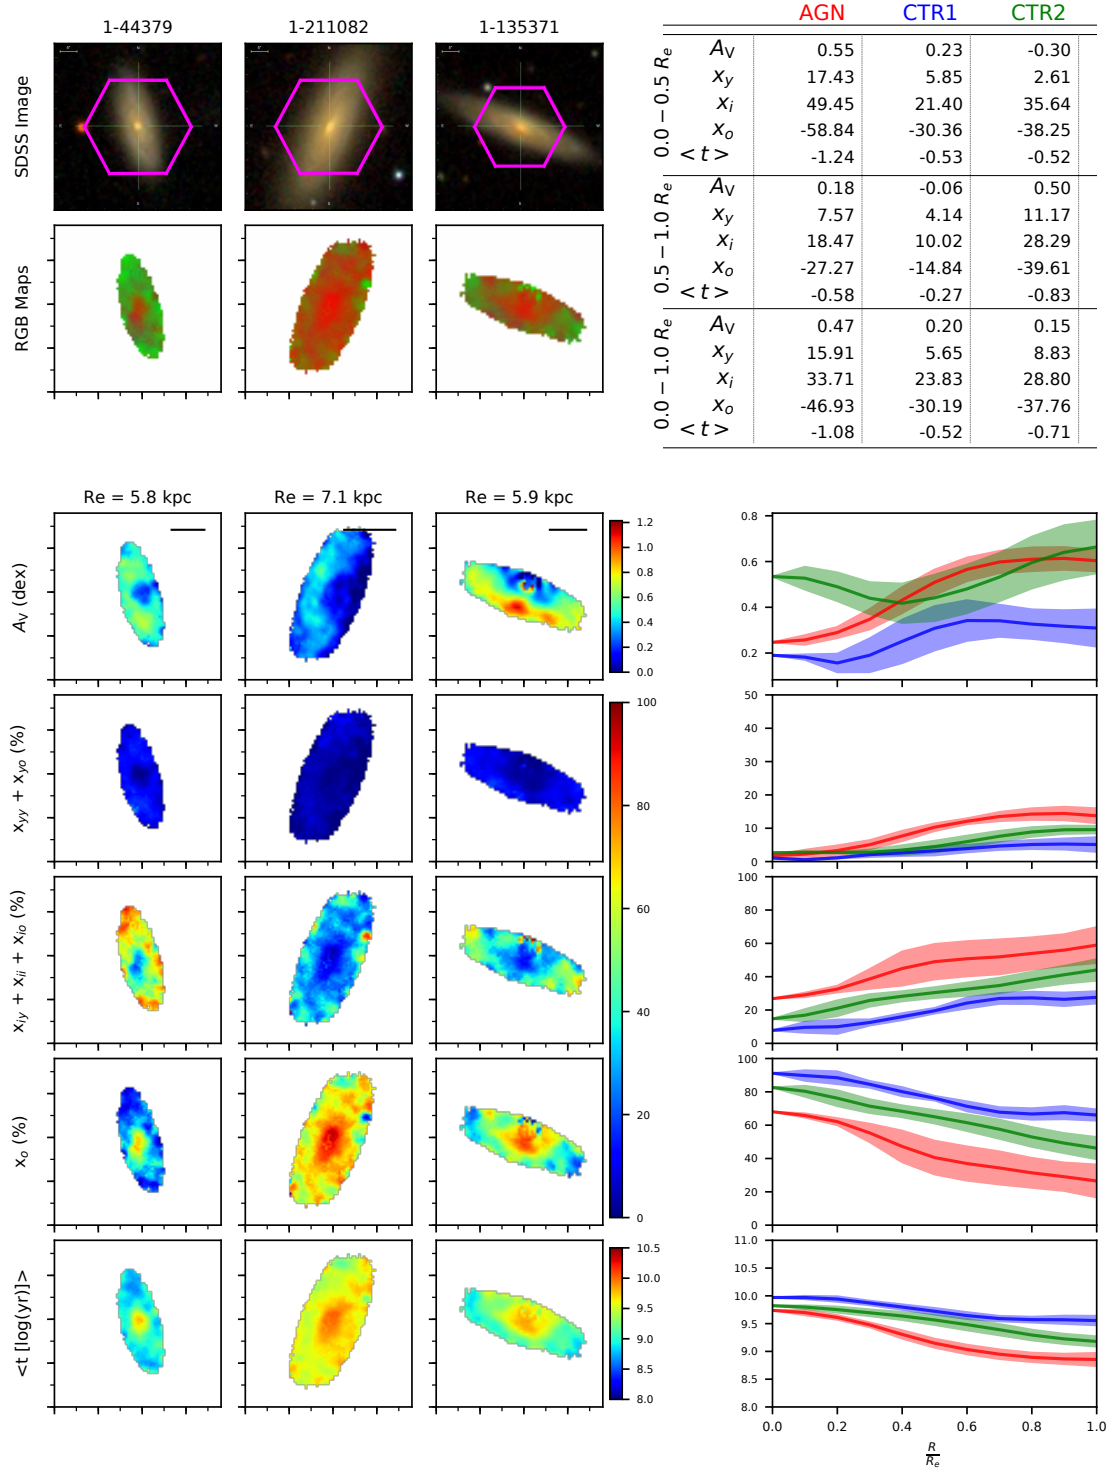 1-44379 1-211082 1-135371
SDSS Image
RGB Maps
AGN CTR1 CTR2
0.0 − 0.5 Re
AV 0.55 0.23 -0.30
xy 17.43 5.85 2.61
xi 49.45 21.40 35.64
xo -58.84 -30.36 -38.25
<t> -1.24 -0.53 -0.52
0.5 − 1.0 Re
AV 0.18 -0.06 0.50
xy 7.57 4.14 11.17
xi 18.47 10.02 28.29
xo -27.27 -14.84 -39.61
<t> -0.58 -0.27 -0.83
0.0 − 1.0 Re
AV 0.47 0.20 0.15
xy 15.91 5.65 8.83
xi 33.71 23.83 28.80
xo -46.93 -30.19 -37.76
<t> -1.08 -0.52 -0.71
Re = 5.8 kpc Re = 7.1 kpc Re = 5.9 kpc
AV (dex)
1.2
1.0
0.8
0.6
0.4
0.2
0.0
0.8
0.6
0.4
0.2
xyy + xyo (%)
100
80
60
40
20
0
50
40
30
20
10
0
xiy + xii + xio (%)
100
80
60
40
20
0
xo (%)
100
80
60
40
20
0
<t [log(yr)]>
10.5
10.0
9.5
9.0
8.5
8.0
11.0
10.5
10.0
9.5
9.0
8.5
8.0
0.0 0.2 0.4 0.6 0.8 1.0
R
Re